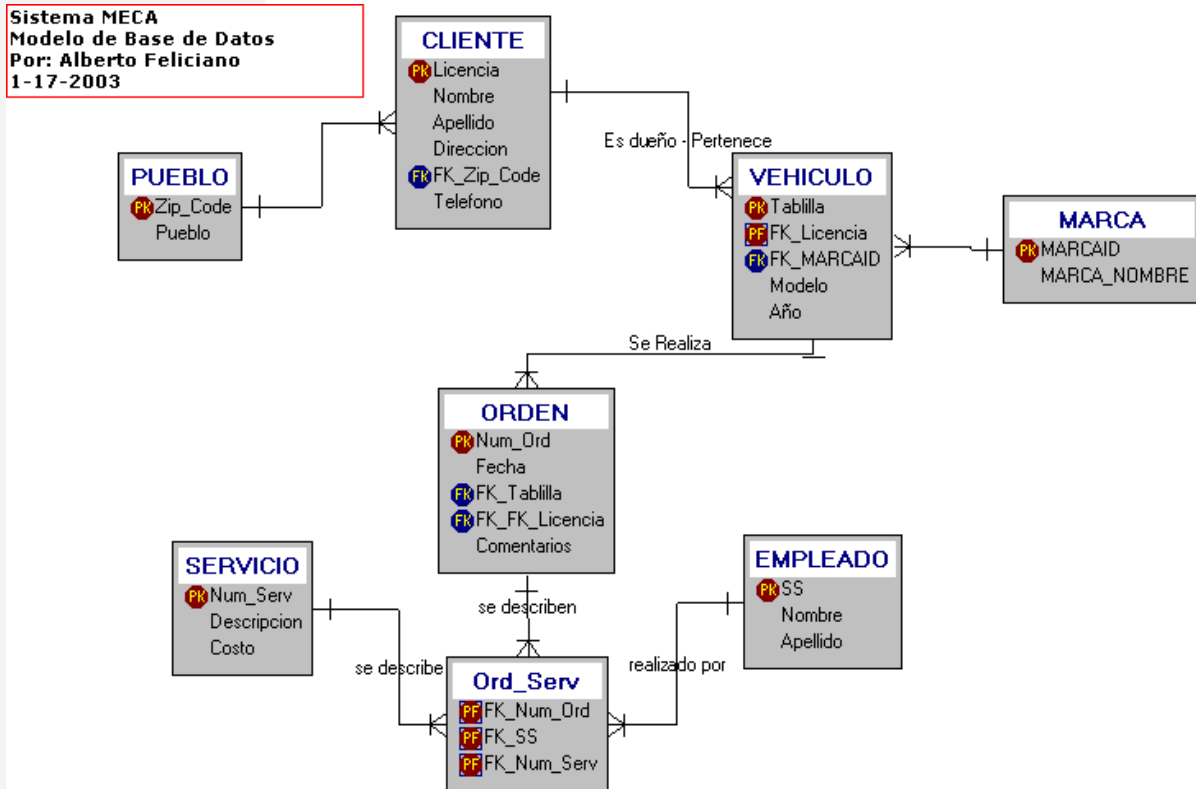 Sistema MECA
Modelo de Base de Datos
Por: Alberto Feliciano
1-17-2003
CLIENTE
PK Licencia
Nombre
Apellido
Direccion
FK FK_Zip_Code
Telefono
PUEBLO
PK Zip_Code
Pueblo
Es dueño - Pertenece
VEHICULO
PK Tablilla
PF FK_Licencia
FK FK_MARCAID
Modelo
Año
MARCA
PK MARCAID
MARCA_NOMBRE
Se Realiza
ORDEN
PK Num_Ord
Fecha
FK FK_Tablilla
FK FK_FK_Licencia
Comentarios
SERVICIO
PK Num_Serv
Descripcion
Costo
se describen
EMPLEADO
PK SS
Nombre
Apellido
se describe
realizado por
Ord_Serv
PF FK_Num_Ord
PF FK_SS
PF FK_Num_Serv